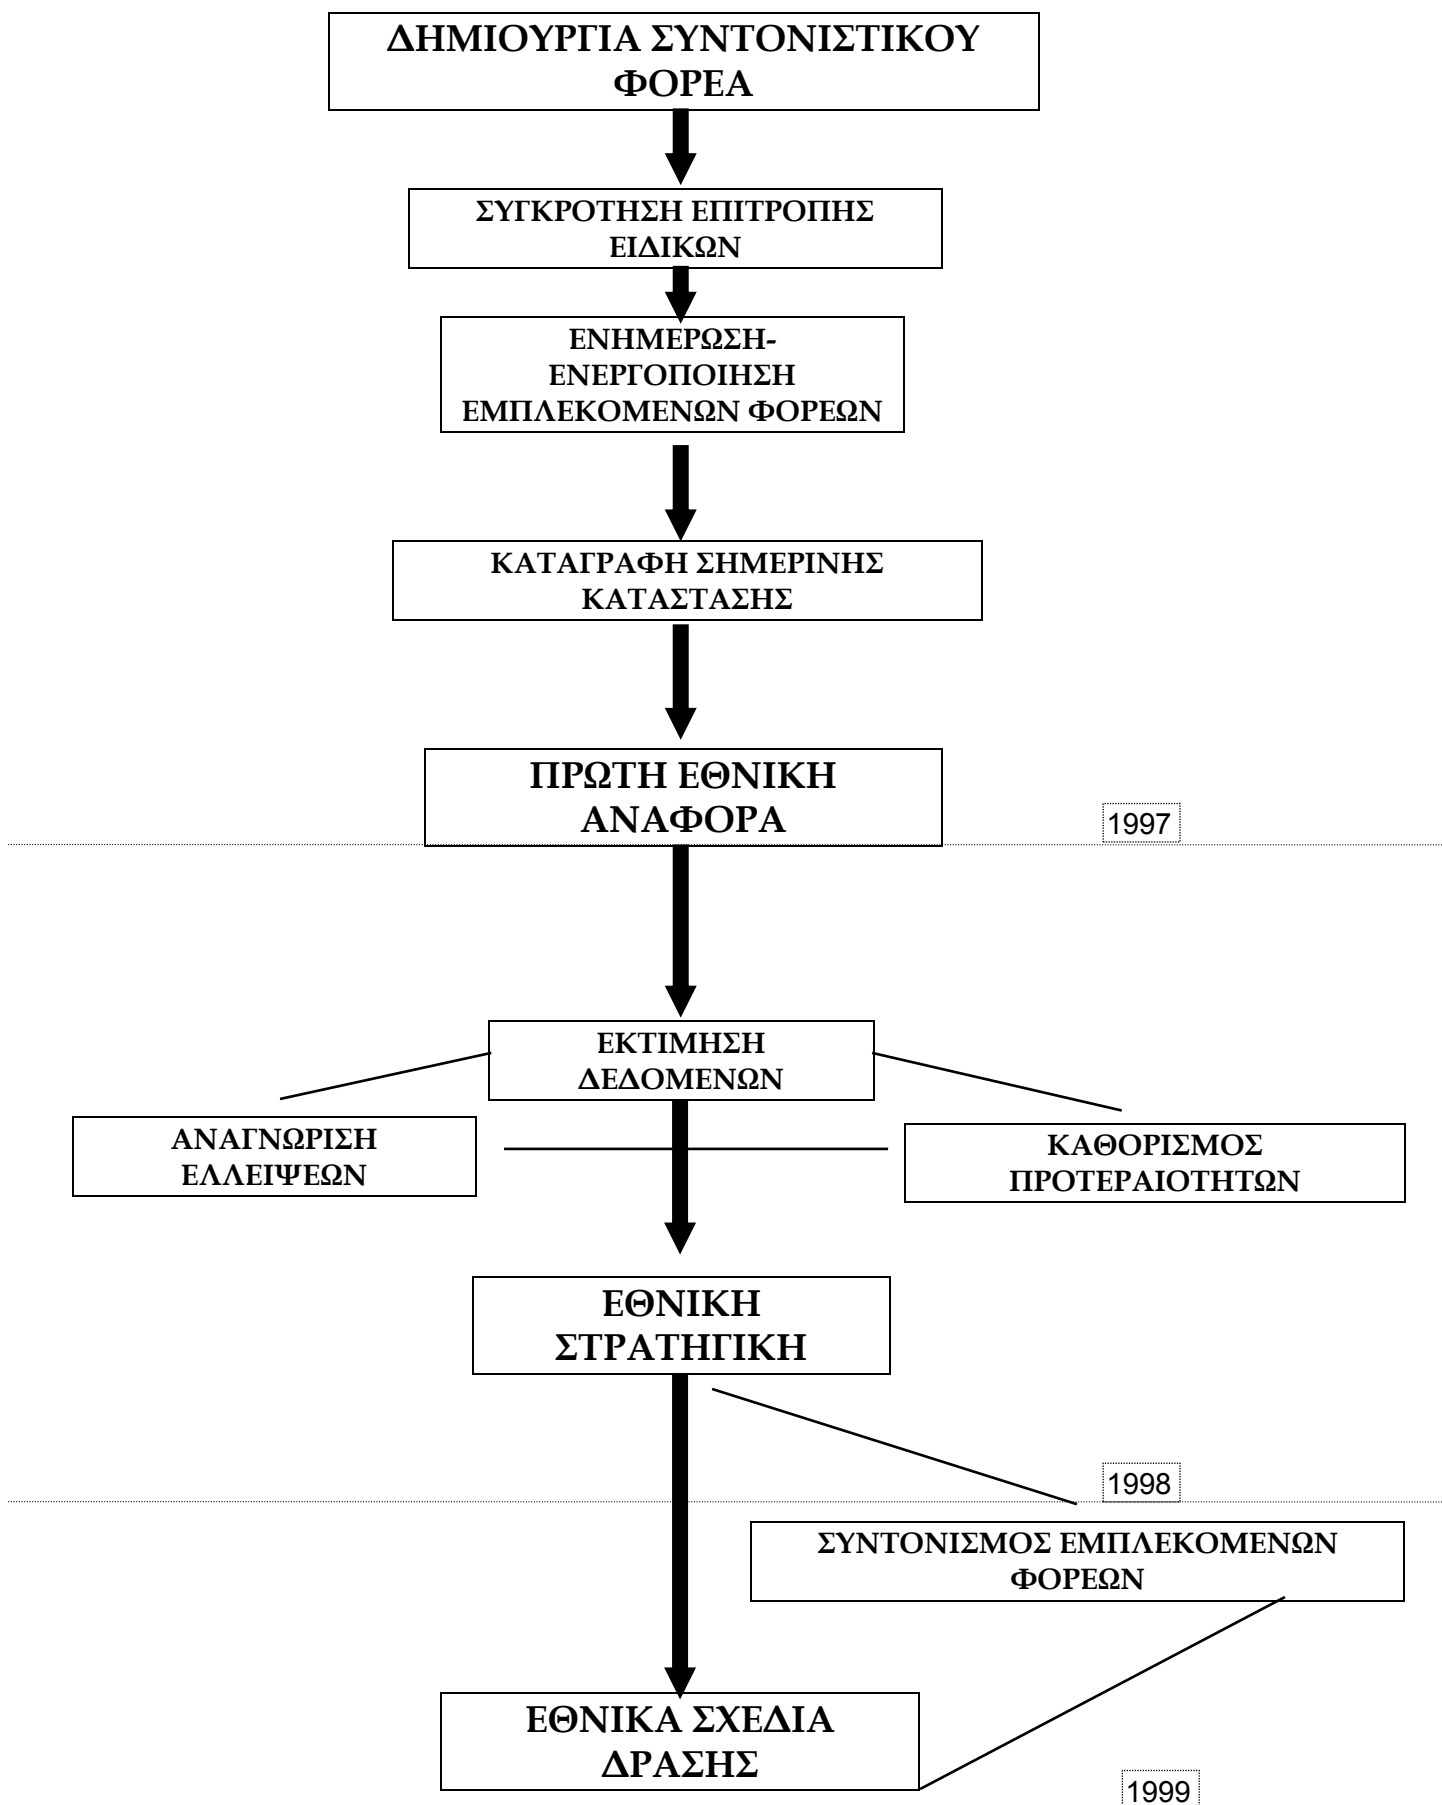 ΔΗΜΙΟΥΡΓΙΑ ΣΥΝΤΟΝΙΣΤΙΚΟΥ
ΦΟΡΕΑ
ΣΥΓΚΡΟΤΗΣΗ ΕΠΙΤΡΟΠΗΣ
ΕΙΔΙΚΩΝ
ΕΝΗΜΕΡΩΣΗ-
ΕΝΕΡΓΟΠΟΙΗΣΗ
ΕΜΠΛΕΚΟΜΕΝΩΝ ΦΟΡΕΩΝ
ΚΑΤΑΓΡΑΦΗ ΣΗΜΕΡΙΝΗΣ
ΚΑΤΑΣΤΑΣΗΣ
ΠΡΩΤΗ ΕΘΝΙΚΗ
ΑΝΑΦΟΡΑ
1997
ΕΚΤΙΜΗΣΗ
ΔΕΔΟΜΕΝΩΝ
ΑΝΑΓΝΩΡΙΣΗ
ΕΛΛΕΙΨΕΩΝ
ΚΑΘΟΡΙΣΜΟΣ
ΠΡΟΤΕΡΑΙΟΤΗΤΩΝ
ΕΘΝΙΚΗ
ΣΤΡΑΤΗΓΙΚΗ
1998
ΣΥΝΤΟΝΙΣΜΟΣ ΕΜΠΛΕΚΟΜΕΝΩΝ
ΦΟΡΕΩΝ
ΕΘΝΙΚΑ ΣΧΕΔΙΑ
ΔΡΑΣΗΣ
1999